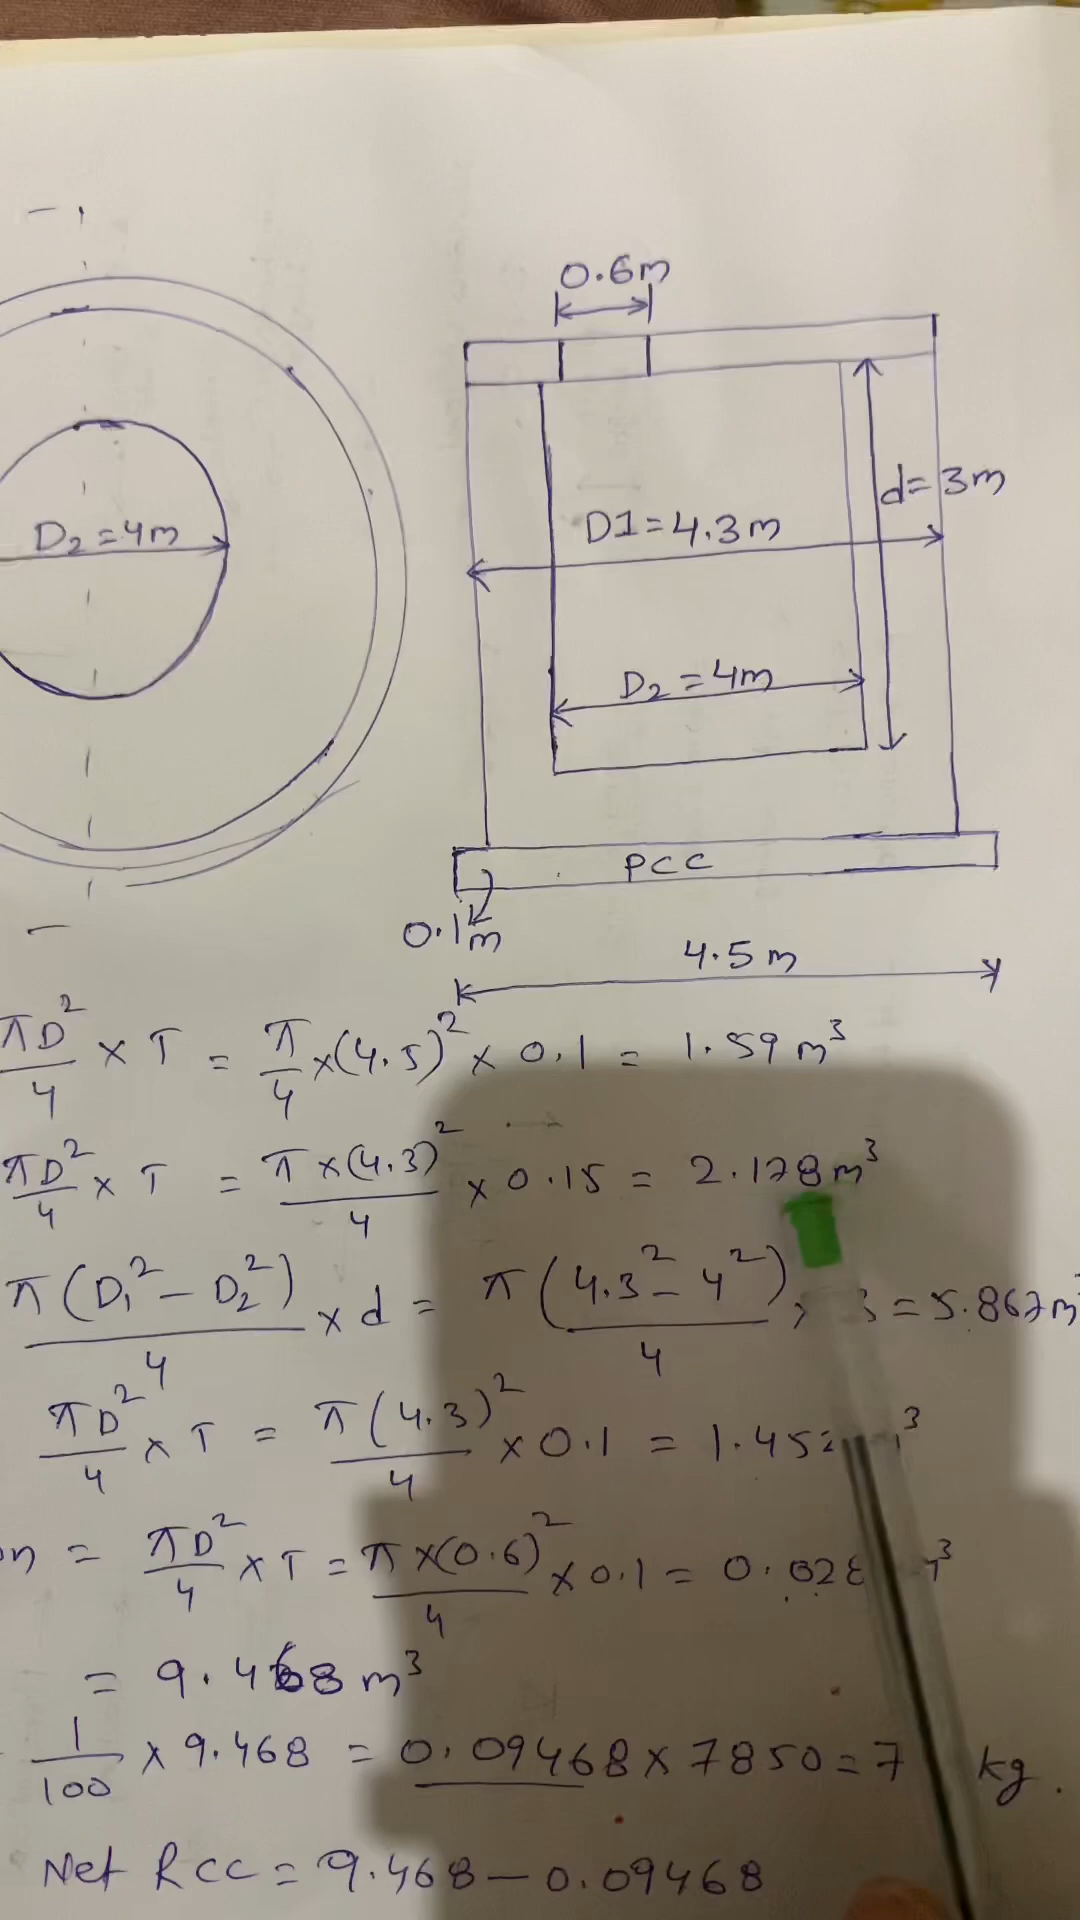 0.6m
d=3m
D1=4.3m
D₂=4m
D₂=4m
PCC
0.1m
4.5m
πD²/4 × T = π/4 ×(4.5)² × 0.1 = 1.59 m³
πD²/4 × T = π×(4.3)²/4 × 0.15 = 2.178m³
π(D₁²−D₂²)/4 × d = π(4.3²−4²)/4 3 = 5.867m³
πD²/4 × T = π(4.3)²/4 × 0.1 = 1.45
= πD²/4 × T = π×(0.6)²/4 × 0.1 = 0.028
= 9.468 m³
1/100 × 9.468 = 0.09468 × 7850 = 7 kg.
Net RCC = 9.468 − 0.09468